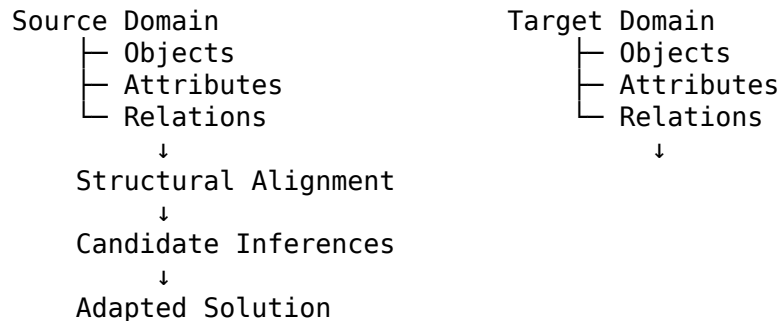 Source Domain                  Target Domain
    ├─ Objects                     ├─ Objects
    ├─ Attributes                  ├─ Attributes
    └─ Relations                   └─ Relations
         ↓                              ↓
    Structural Alignment
         ↓
    Candidate Inferences
         ↓
    Adapted Solution